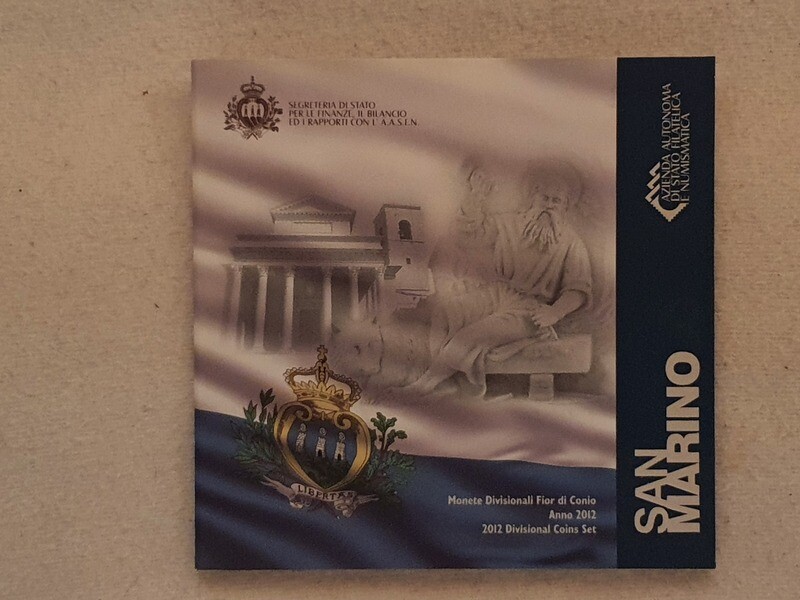 SEGRETERIA DI STATO
PER LE FINANZE, IL BILANCIO
ED I RAPPORTI CON L' A.A.S.F.N.
AZIENDA AUTONOMA
DI STATO FILATELICA
E NUMISMATICA
LIBERTAS
Monete Divisionali Fior di Conio
Anno 2012
2012 Divisional Coins Set
SAN
MARINO